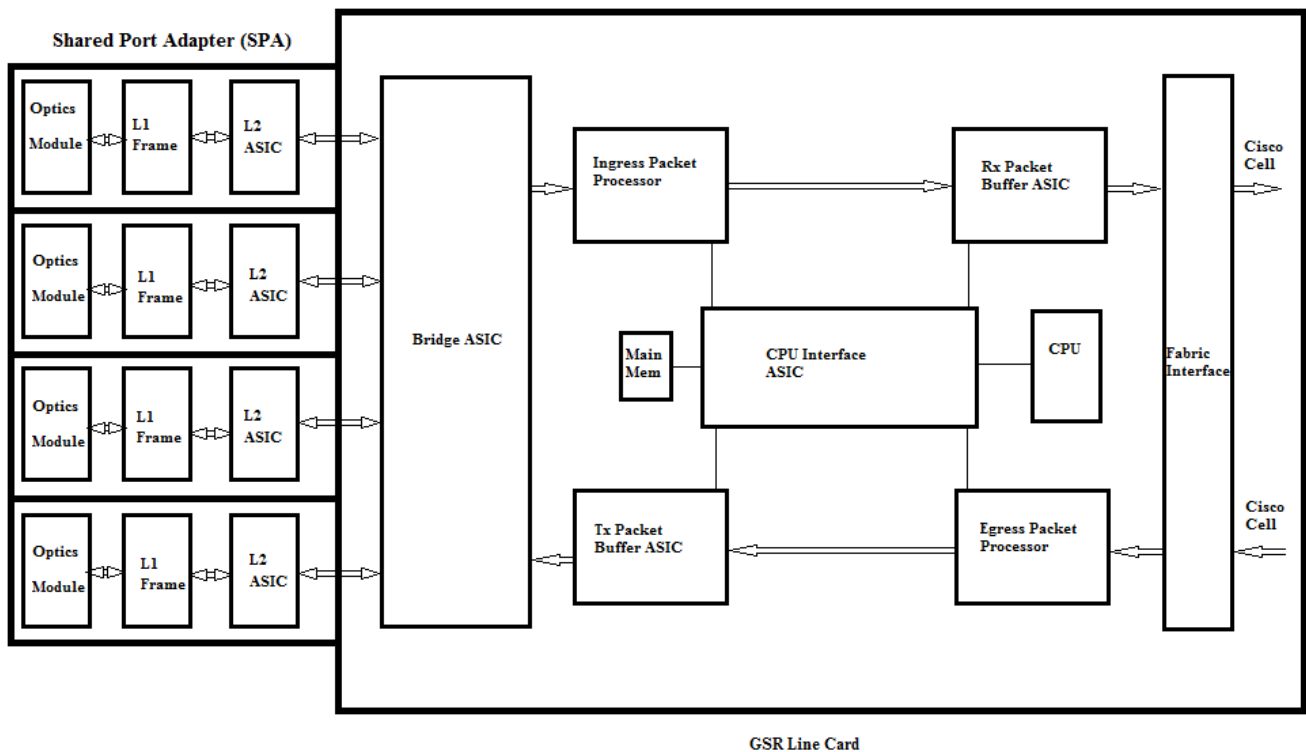 Shared Port Adapter (SPA)
Optics
Module
L1
Frame
L2
ASIC
Optics
Module
L1
Frame
L2
ASIC
Optics
Module
L1
Frame
L2
ASIC
Optics
Module
L1
Frame
L2
ASIC
Bridge ASIC
Ingress Packet
Processor
Rx Packet
Buffer ASIC
Main
Mem
CPU Interface
ASIC
CPU
Tx Packet
Buffer ASIC
Egress Packet
Processor
Fabric
Interface
Cisco
Cell
Cisco
Cell
GSR Line Card